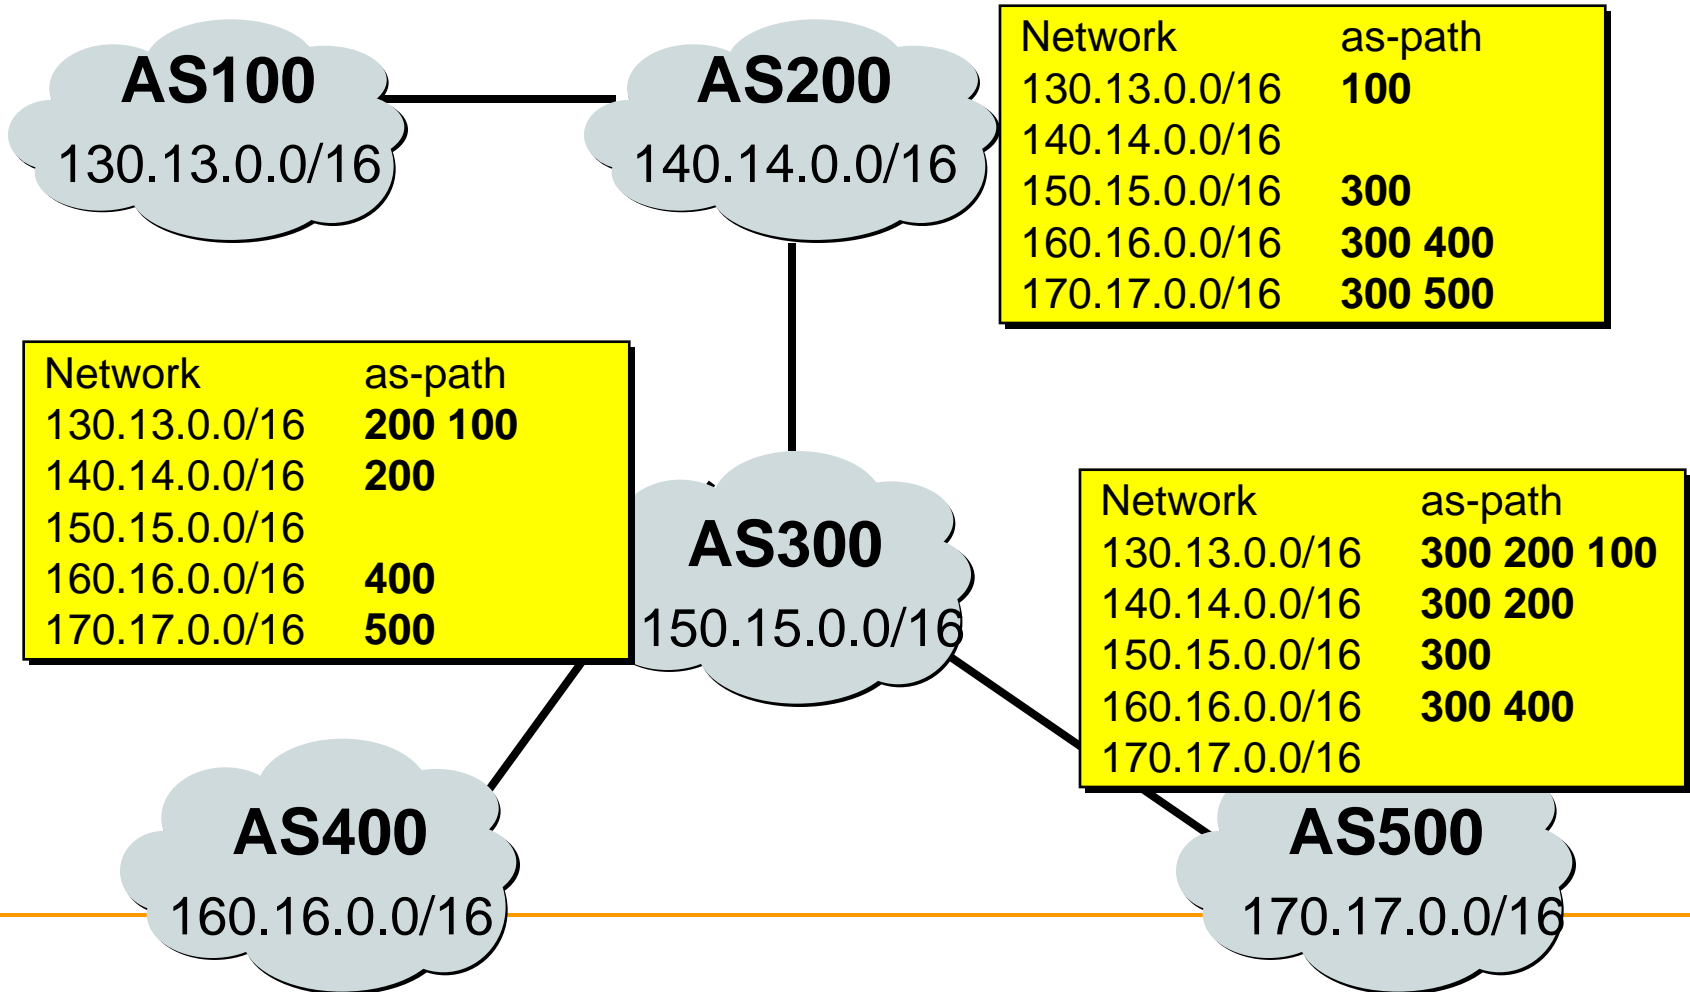 AS100
130.13.0.0/16
AS200
140.14.0.0/16
Network as-path
130.13.0.0/16 100
140.14.0.0/16
150.15.0.0/16 300
160.16.0.0/16 300 400
170.17.0.0/16 300 500
Network as-path
130.13.0.0/16 200 100
140.14.0.0/16 200
150.15.0.0/16
160.16.0.0/16 400
170.17.0.0/16 500
AS300
150.15.0.0/16
Network as-path
130.13.0.0/16 300 200 100
140.14.0.0/16 300 200
150.15.0.0/16 300
160.16.0.0/16 300 400
170.17.0.0/16
AS400
160.16.0.0/16
AS500
170.17.0.0/16